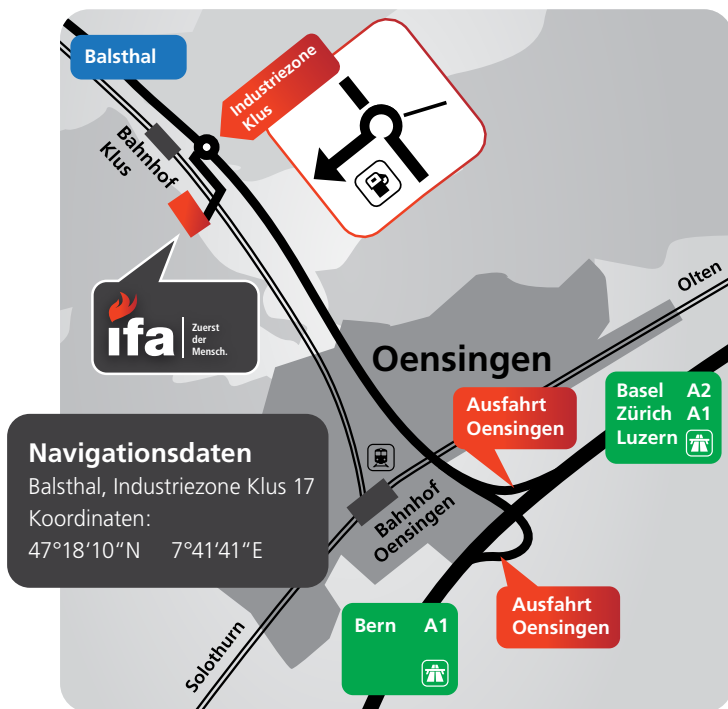 Balsthal
Industriezone
Klus
Bahnhof
Klus
ifa
Zuerst
der
Mensch.
Olten
Oensingen
Basel A2
Zürich A1
Luzern
Ausfahrt
Oensingen
Navigationsdaten
Balsthal, Industriezone Klus 17
Koordinaten:
47°18‘10“N 7°41‘41“E
Bahnhof
Oensingen
Ausfahrt
Oensingen
Bern A1
Solothurn